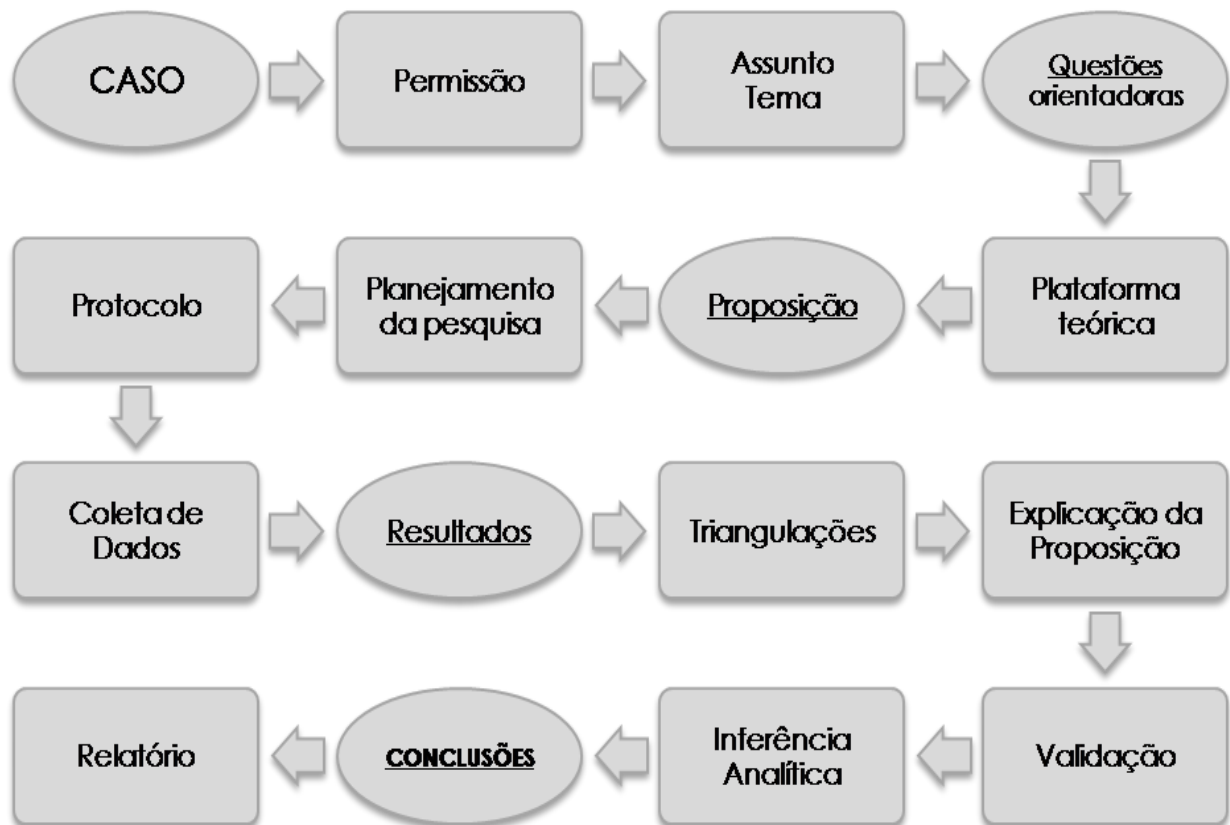 CASO
Permissão
Assunto
Tema
Questões
orientadoras
Plataforma
teórica
Proposição
Planejamento
da pesquisa
Protocolo
Coleta de
Dados
Resultados
Triangulações
Explicação da
Proposição
Validação
Inferência
Analítica
CONCLUSÕES
Relatório